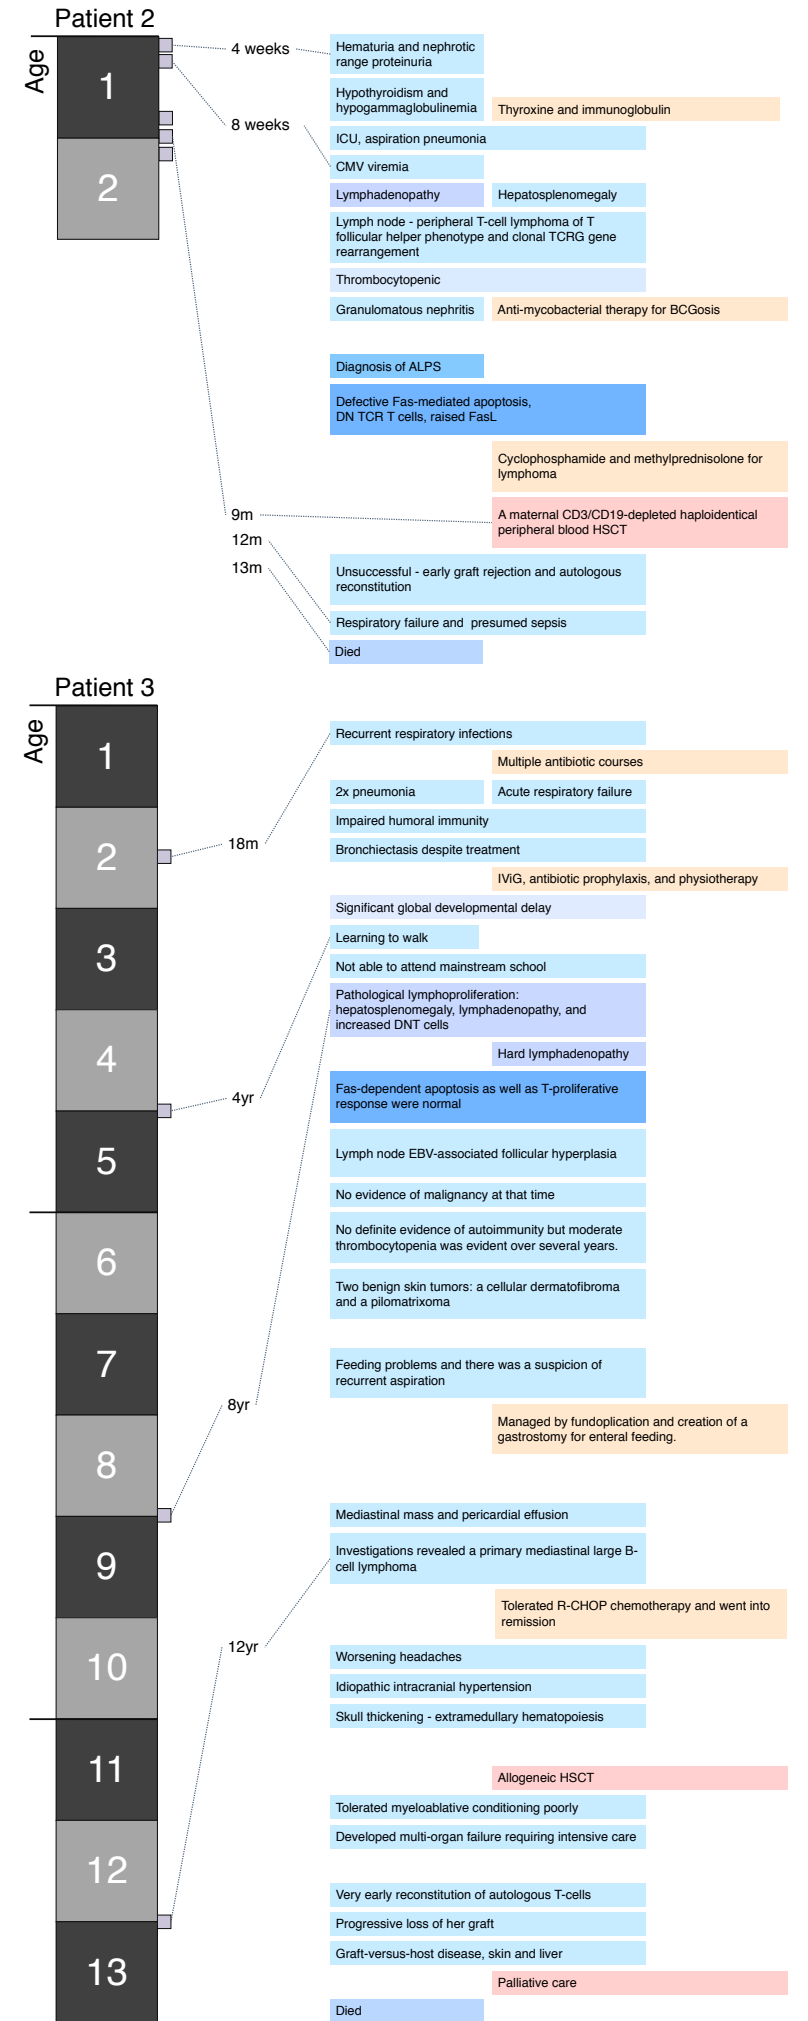 Patient 2
Age
1
2
4 weeks
Hematuria and nephrotic
range proteinuria
Hypothyroidism and
hypogammaglobulinemia
Thyroxine and immunoglobulin
8 weeks
ICU, aspiration pneumonia
CMV viremia
Lymphadenopathy
Hepatosplenomegaly
Lymph node - peripheral T-cell lymphoma of T
follicular helper phenotype and clonal TCRG gene
rearrangement
Thrombocytopenic
Granulomatous nephritis
Anti-mycobacterial therapy for BCGosis
Diagnosis of ALPS
Defective Fas-mediated apoptosis,
DN TCR T cells, raised FasL
Cyclophosphamide and methylprednisolone for
lymphoma
9m
A maternal CD3/CD19-depleted haploidentical
peripheral blood HSCT
12m
13m
Unsuccessful - early graft rejection and autologous
reconstitution
Respiratory failure and  presumed sepsis
Died
Patient 3
Age
1
2
3
4
5
6
7
8
9
10
11
12
13
Recurrent respiratory infections
Multiple antibiotic courses
2x pneumonia
Acute respiratory failure
Impaired humoral immunity
18m
Bronchiectasis despite treatment
IViG, antibiotic prophylaxis, and physiotherapy
Significant global developmental delay
Learning to walk
Not able to attend mainstream school
Pathological lymphoproliferation:
hepatosplenomegaly, lymphadenopathy, and
increased DNT cells
Hard lymphadenopathy
4yr
Fas-dependent apoptosis as well as T-proliferative
response were normal
Lymph node EBV-associated follicular hyperplasia
No evidence of malignancy at that time
No definite evidence of autoimmunity but moderate
thrombocytopenia was evident over several years.
Two benign skin tumors: a cellular dermatofibroma
and a pilomatrixoma
Feeding problems and there was a suspicion of
recurrent aspiration
8yr
Managed by fundoplication and creation of a
gastrostomy for enteral feeding.
Mediastinal mass and pericardial effusion
Investigations revealed a primary mediastinal large B-
cell lymphoma
Tolerated R-CHOP chemotherapy and went into
remission
12yr
Worsening headaches
Idiopathic intracranial hypertension
Skull thickening - extramedullary hematopoiesis
Allogeneic HSCT
Tolerated myeloablative conditioning poorly
Developed multi-organ failure requiring intensive care
Very early reconstitution of autologous T-cells
Progressive loss of her graft
Graft-versus-host disease, skin and liver
Palliative care
Died